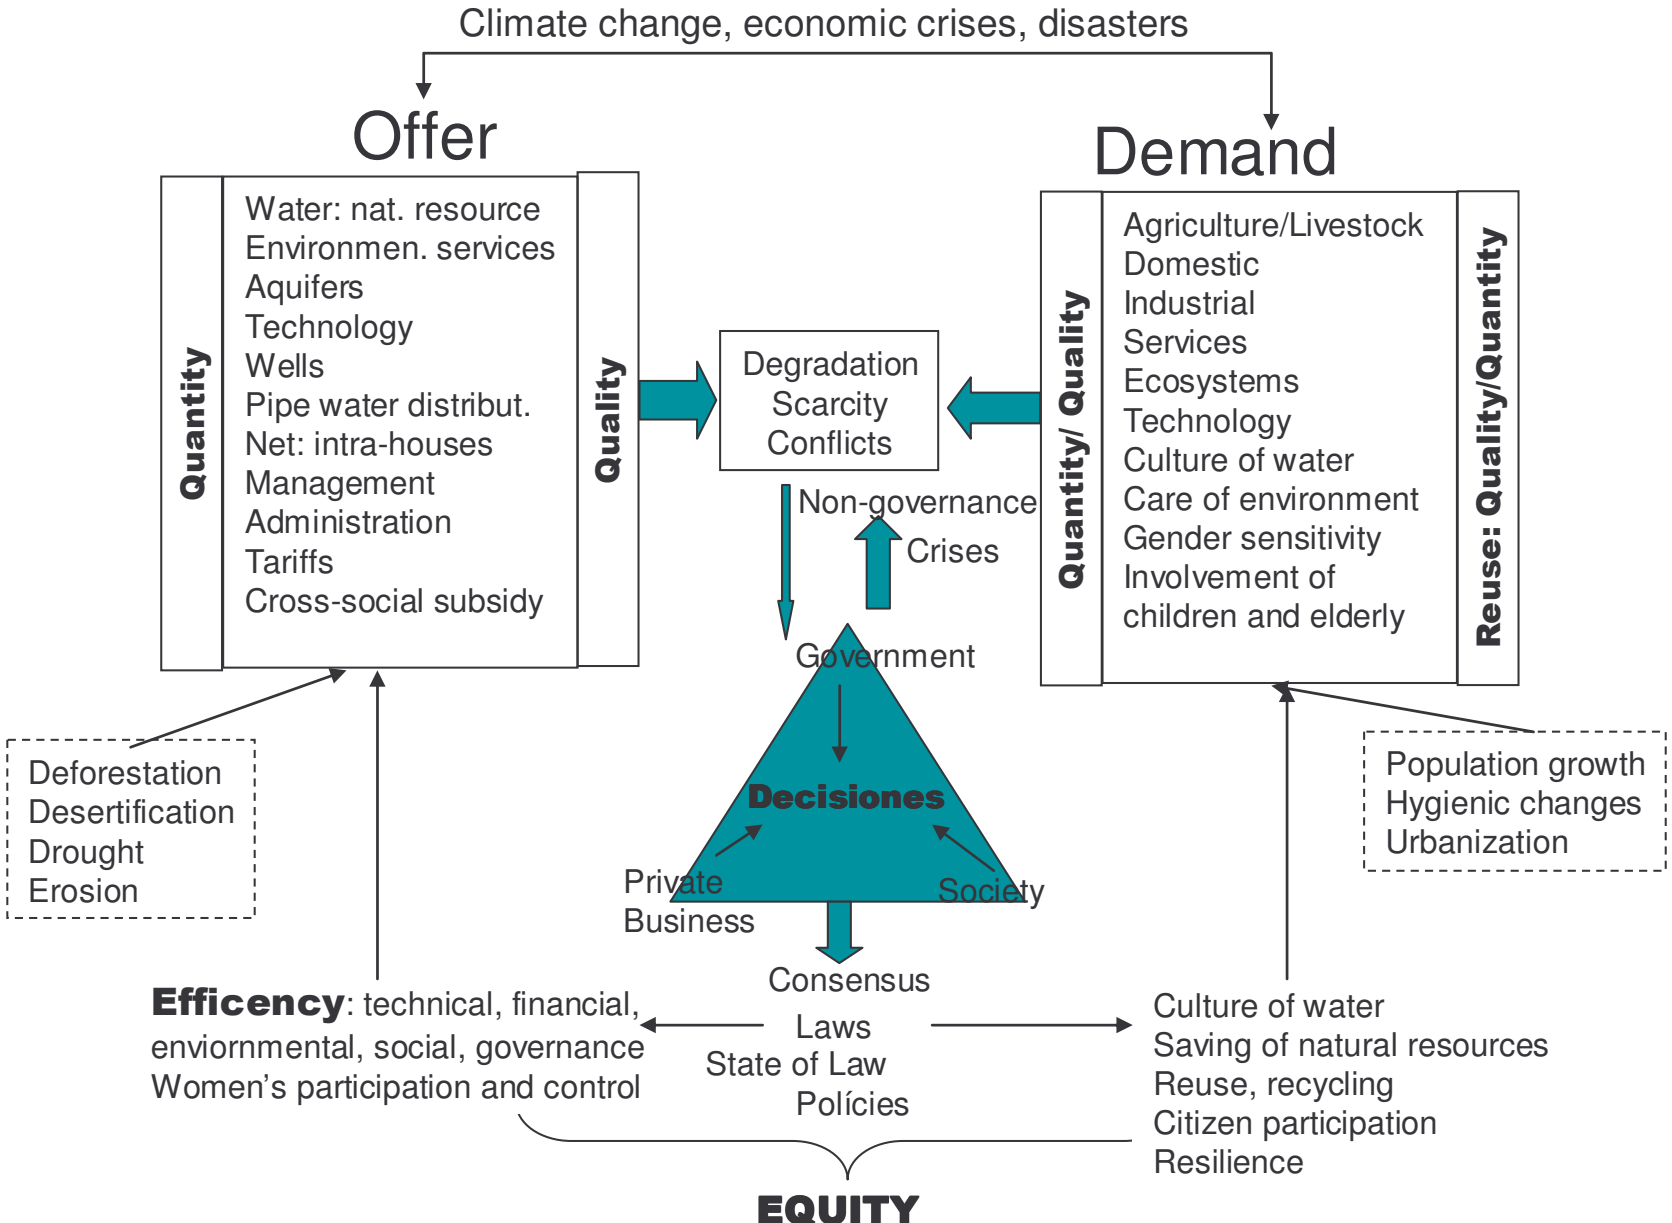 Climate change, economic crises, disasters
Offer
Demand
Quantity
Water: nat. resource
Environmen. services
Aquifers
Technology
Wells
Pipe water distribut.
Net: intra-houses
Management
Administration
Tariffs
Cross-social subsidy
Quality
Degradation
Scarcity
Conflicts
Quantity/ Quality
Agriculture/Livestock
Domestic
Industrial
Services
Ecosystems
Technology
Culture of water
Care of environment
Gender sensitivity
Involvement of
children and elderly
Reuse: Quality/Quantity
Non-governance
Crises
Government
Decisiones
Private
Business
Society
Deforestation
Desertification
Drought
Erosion
Population growth
Hygienic changes
Urbanization
Consensus
Laws
State of Law
Polícies
Efficency: technical, financial,
enviornmental, social, governance
Women’s participation and control
Culture of water
Saving of natural resources
Reuse, recycling
Citizen participation
Resilience
EQUITY